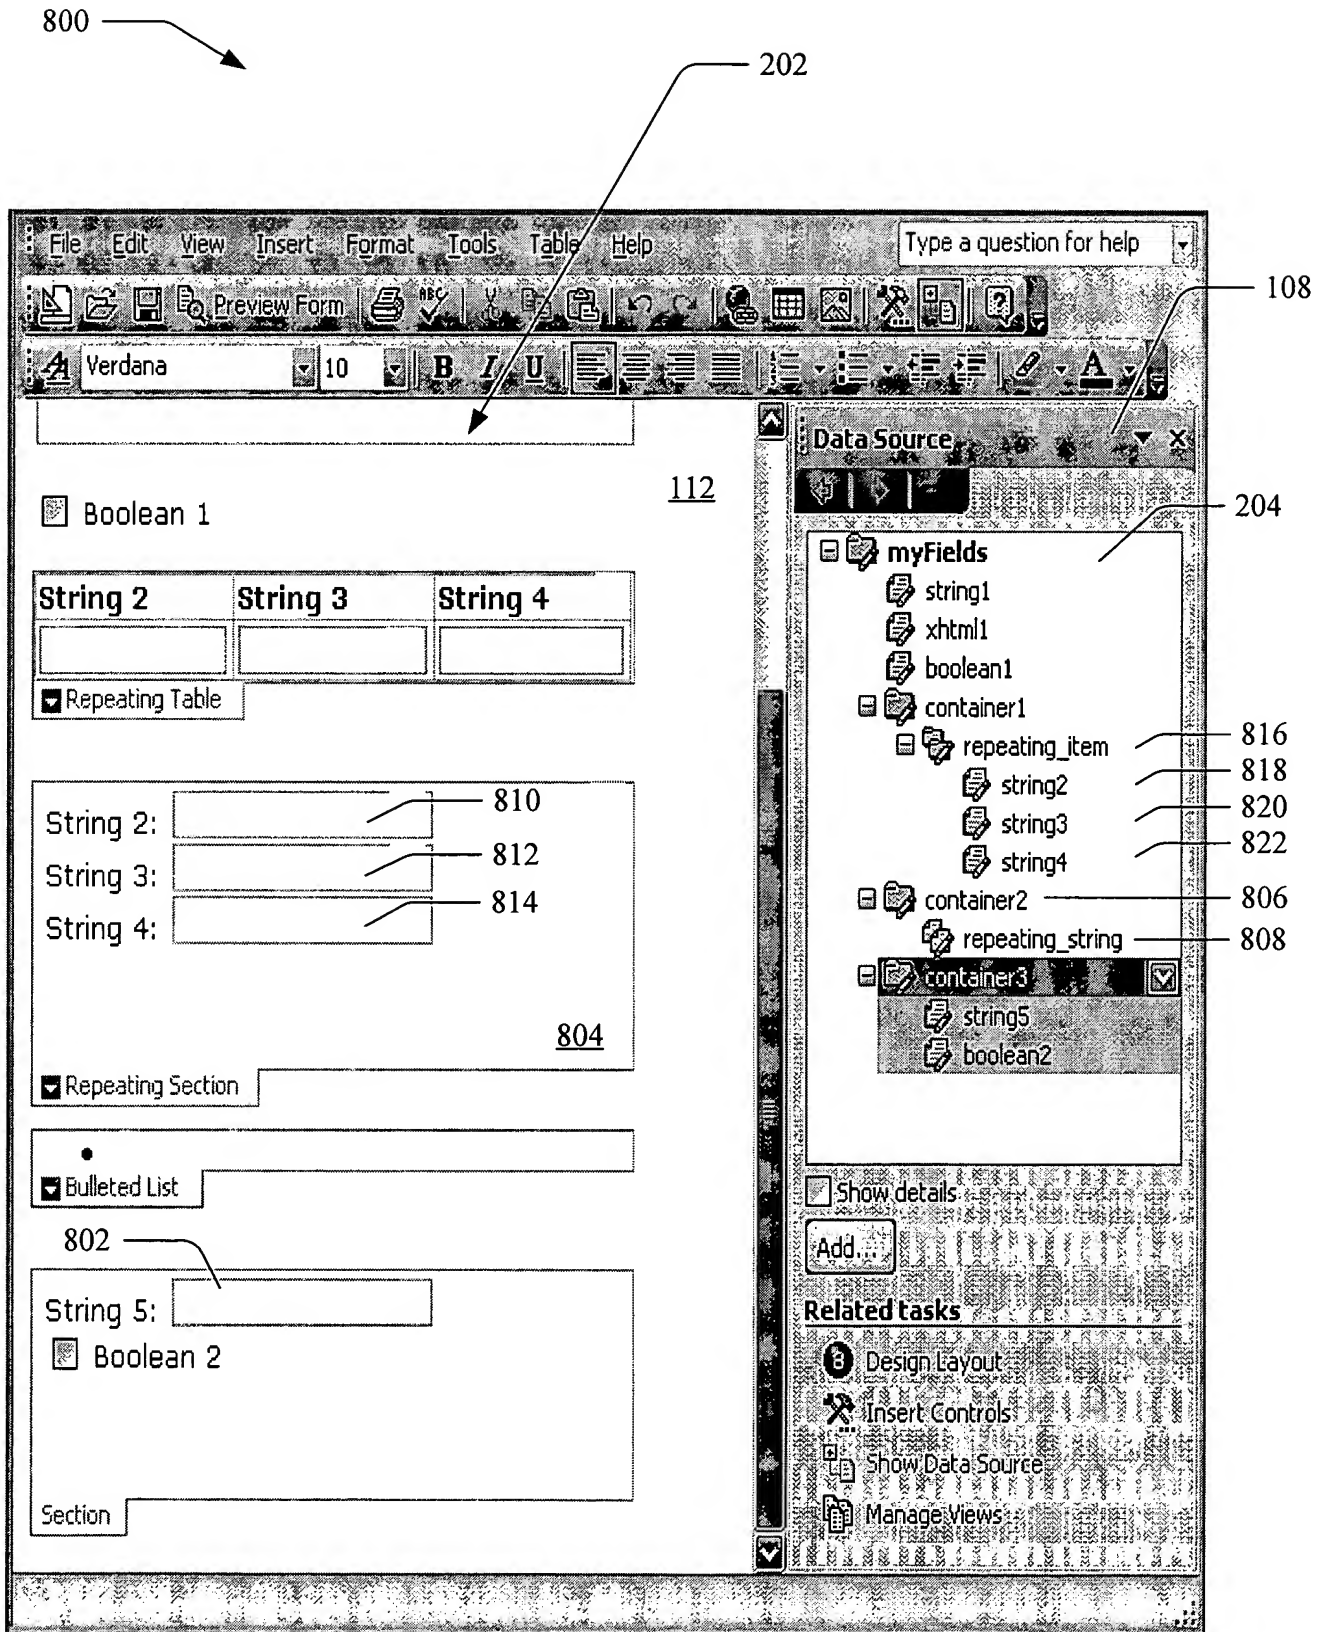 800
202
File Edit View Insert Format Tools Table Help Type a question for help
Preview Form ABC
108
Verdana 10 B I U A
Data Source
112
Boolean 1
204
myFields
string1
xhtml1
boolean1
container1
repeating_item 816
string2 818
string3 820
string4 822
container2 806
repeating_string 808
container3
string5
boolean2
String 2 String 3 String 4
Repeating Table
String 2: 810
String 3: 812
String 4: 814
804
Repeating Section
Bulleted List
802
String 5:
Boolean 2
Section
Show details
Add...
Related tasks
Design Layout
Insert Controls
Show Data Source
Manage Views